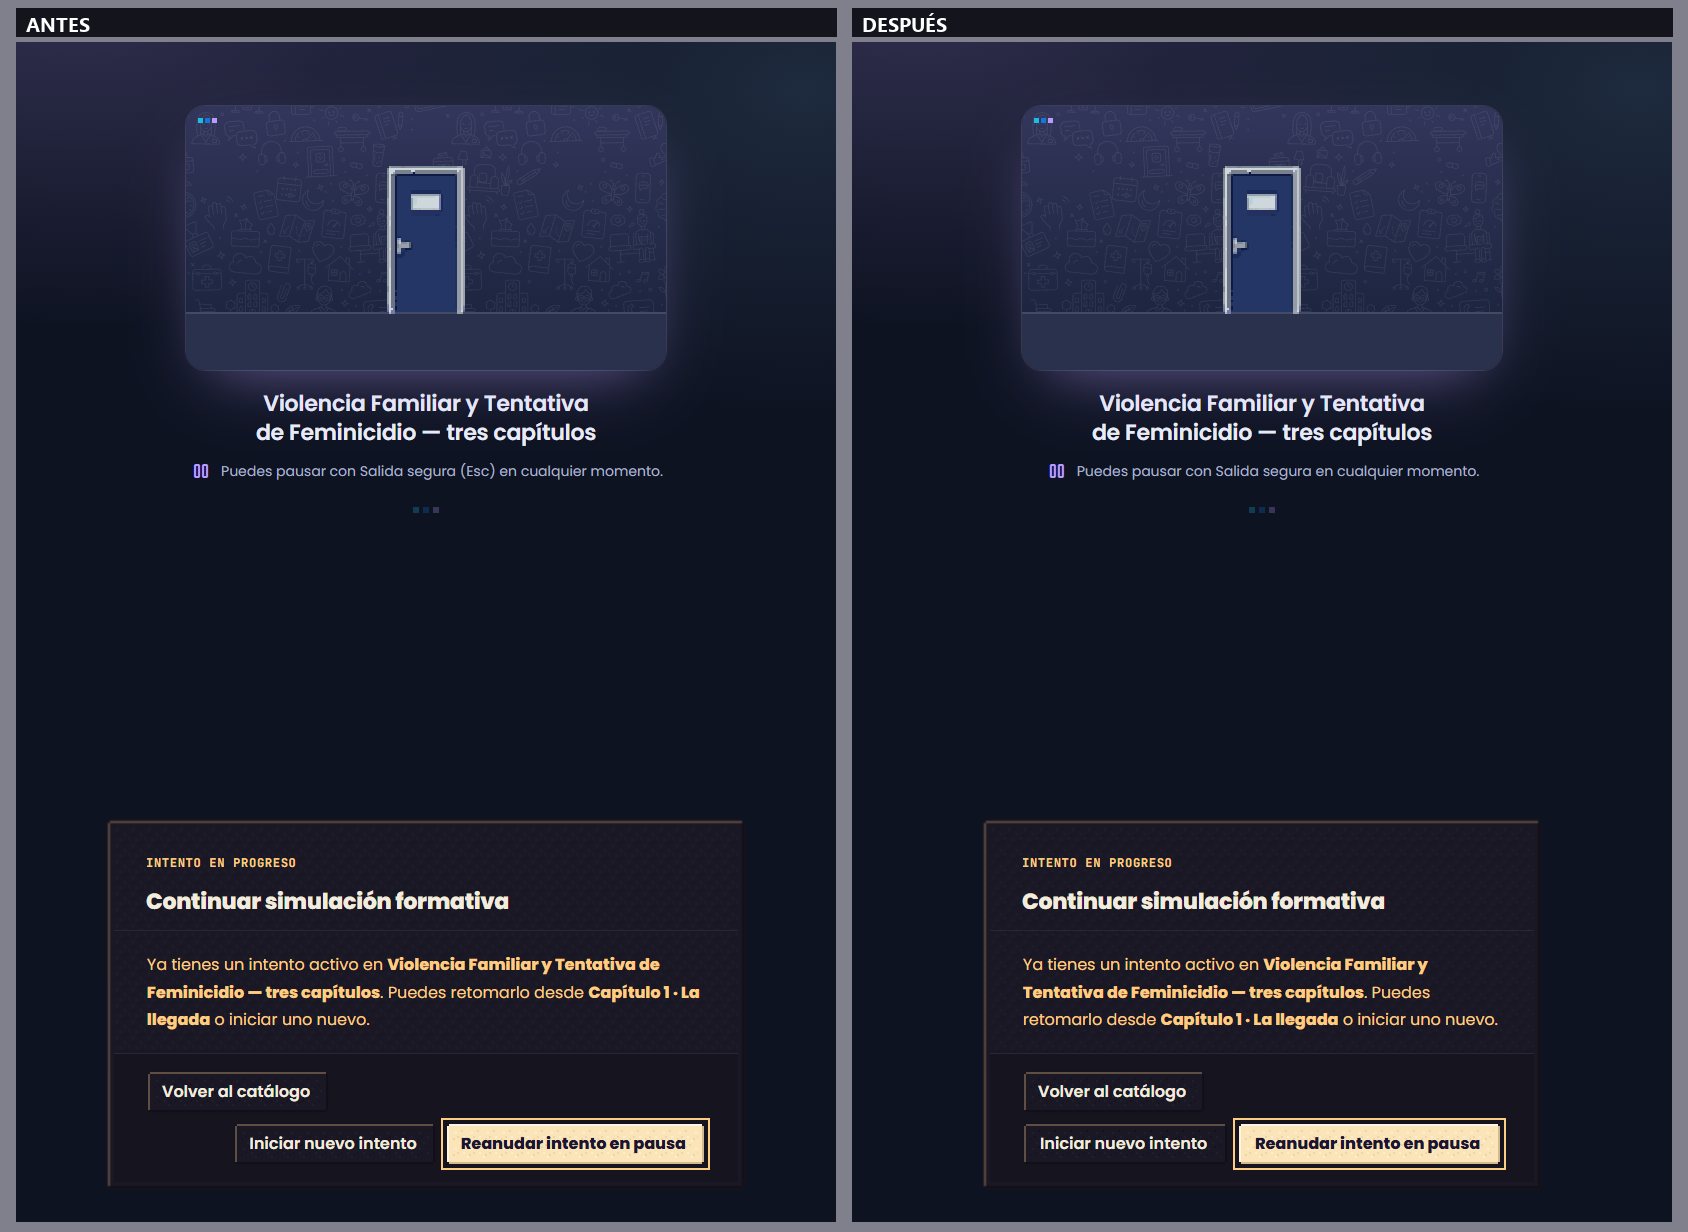 ANTES
Violencia Familiar y Tentativa
de Feminicidio — tres capítulos
Puedes pausar con Salida segura (Esc) en cualquier momento.
INTENTO EN PROGRESO
Continuar simulación formativa
Ya tienes un intento activo en Violencia Familiar y Tentativa de
Feminicidio — tres capítulos. Puedes retomarlo desde Capítulo 1 · La
llegada o iniciar uno nuevo.
Volver al catálogo
Iniciar nuevo intento
Reanudar intento en pausa
DESPUÉS
Violencia Familiar y Tentativa
de Feminicidio — tres capítulos
Puedes pausar con Salida segura en cualquier momento.
INTENTO EN PROGRESO
Continuar simulación formativa
Ya tienes un intento activo en Violencia Familiar y
Tentativa de Feminicidio — tres capítulos. Puedes
retomarlo desde Capítulo 1 · La llegada o iniciar uno nuevo.
Volver al catálogo
Iniciar nuevo intento
Reanudar intento en pausa